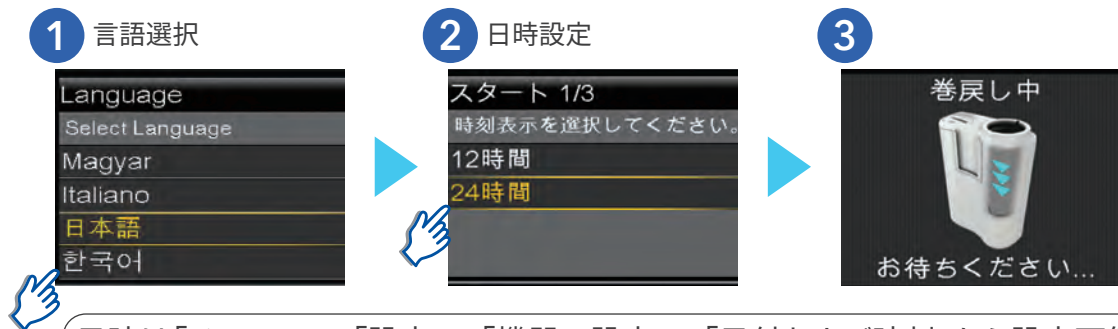 1 言語選択
Language
Select Language
Magyar
Italiano
日本語
한국어
2 日時設定
スタート 1/3
時刻表示を選択してください。
12時間
24時間
3
巻戻し中
お待ちください...